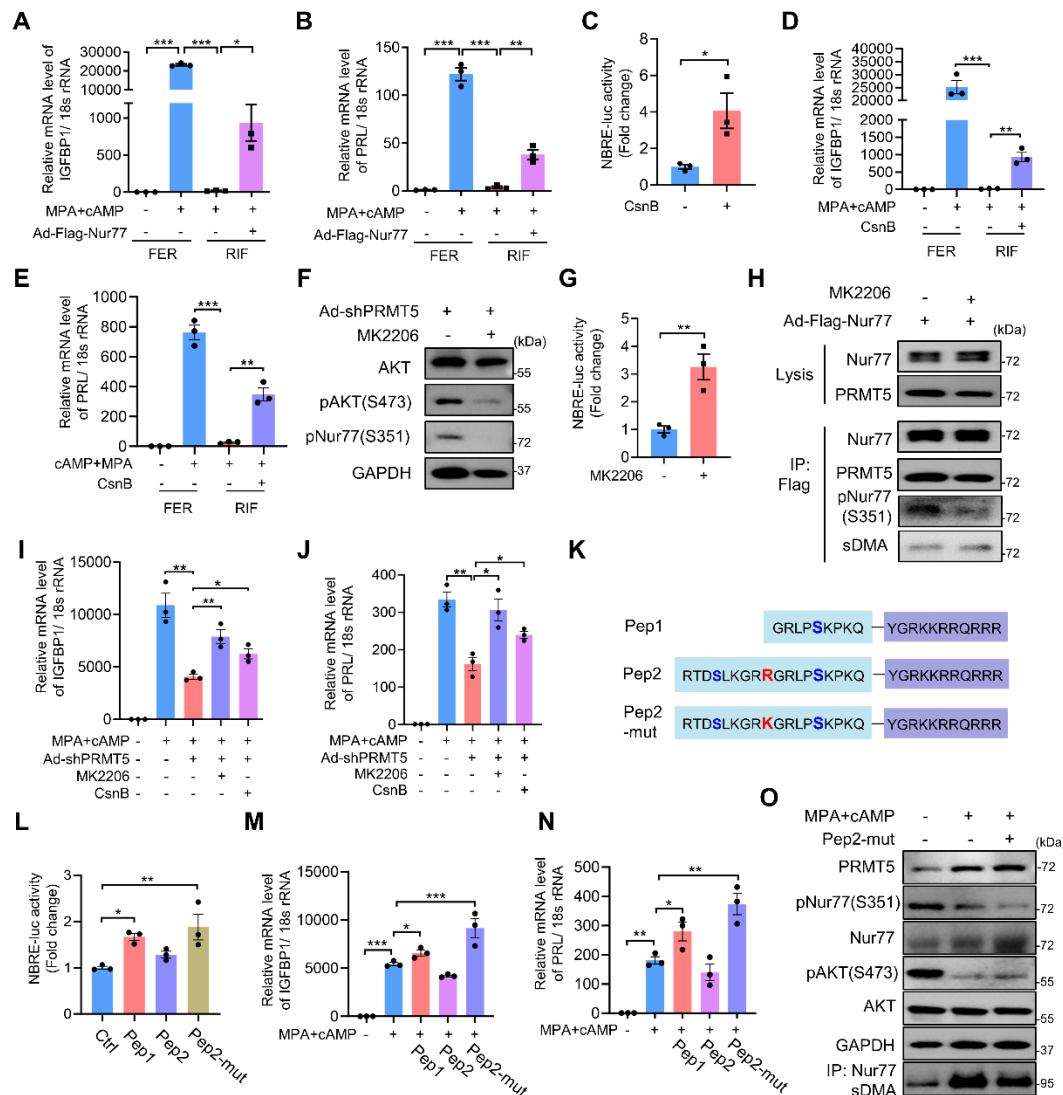 A
Relative mRNA level of
IGFBP1/ 18s rRNA
25000
20000
15000
10000
1000
500
0
***
***
*
MPA+cAMP
- + + +
Ad-Flag-Nur77
- - - +
FER
RIF
B
Relative mRNA level
of PRL/ 18s rRNA
150
100
50
0
***
***
**
MPA+cAMP
- + + +
Ad-Flag-Nur77
- - - +
FER
RIF
C
NBRE-luc activity
(Fold change)
8
6
4
2
0
*
CsnB
- +
D
Relative mRNA level
of IGFBP1/ 18s rRNA
40000
35000
30000
25000
20000
15000
2000
1500
1000
500
0
***
**
MPA+cAMP
- + + +
CsnB
- - - +
FER
RIF
E
Relative mRNA level
of PRL/ 18s rRNA
800
600
400
200
0
***
**
cAMP+MPA
- + + +
CsnB
- - - +
FER
RIF
F
Ad-shPRMT5
+ +
MK2206
- +
(kDa)
AKT
-55
pAKT(S473)
-55
pNur77(S351)
-72
GAPDH
-37
G
NBRE-luc activity
(Fold change)
5
4
3
2
1
0
**
MK2206
- +
H
MK2206
- +
Ad-Flag-Nur77
+ +
(kDa)
Lysis
Nur77
-72
PRMT5
-72
IP:
Flag
Nur77
-72
PRMT5
-72
pNur77
(S351)
-72
sDMA
-72
I
Relative mRNA level
of IGFBP1/ 18s rRNA
15000
10000
5000
0
**
**
*
MPA+cAMP
- + + + +
Ad-shPRMT5
- - + + +
MK2206
- - - + -
CsnB
- - - - +
J
Relative mRNA level
of PRL/ 18s rRNA
400
300
200
100
0
**
*
*
MPA+cAMP
- + + + +
Ad-shPRMT5
- - + + +
MK2206
- - - + -
CsnB
- - - - +
K
Pep1
GRLPSKPKQ
YGRKKRRQRRR
Pep2
RTDSLKGRRGRLPSKPKQ
YGRKKRRQRRR
Pep2
-mut
RTDSLKGRKGRLPSKPKQ
YGRKKRRQRRR
L
NBRE-luc activity
(Fold change)
3
2
1
0
*
**
Ctrl
Pep1
Pep2
Pep2-mut
M
Relative mRNA level
of IGFBP1/ 18s rRNA
15000
10000
5000
0
***
*
***
MPA+cAMP
- + + + +
Pep1
Pep2
Pep2-mut
N
Relative mRNA level
of PRL/ 18s rRNA
500
400
300
200
100
0
**
*
**
MPA+cAMP
- + + + +
Pep1
Pep2
Pep2-mut
O
MPA+cAMP
- + +
Pep2-mut
- - +
(kDa
PRMT5
-72
pNur77(S351)
-72
Nur77
-72
pAKT(S473)
-55
AKT
-55
GAPDH
-37
IP: Nur77
sDMA
-95